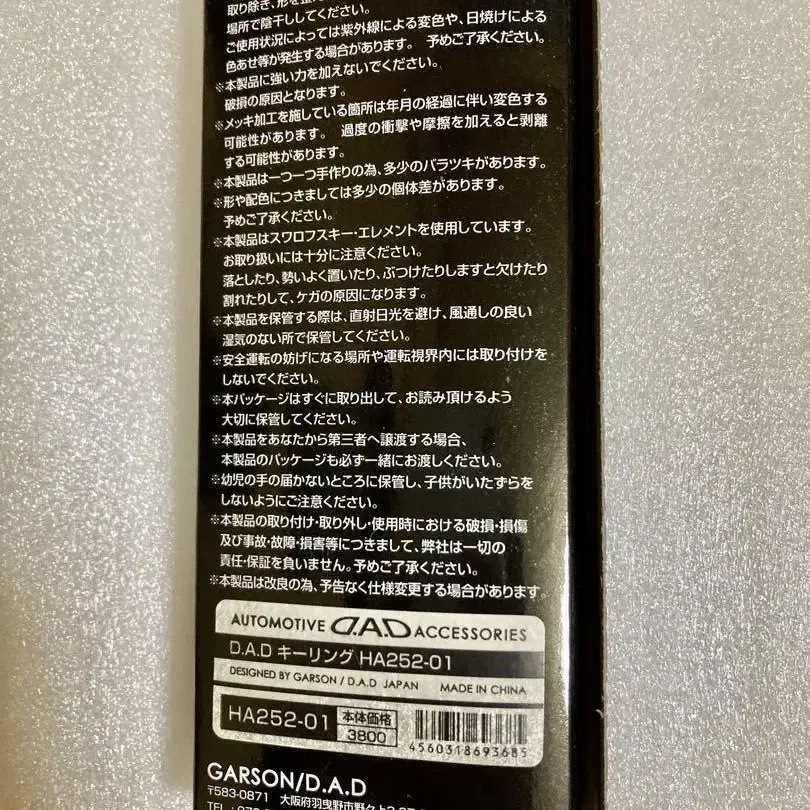 取り除き、形を整え
場所で陰干ししてください。
ご使用状況によっては紫外線による変色や、日焼けによる
色あせ等が発生する場合があります。 予めご了承ください。
※本製品に強い力を加えないでください。
破損の原因となります。
※メッキ加工を施している箇所は年月の経過に伴い変色する
可能性があります。 過度の衝撃や摩擦を加えると剥離
する可能性があります。
※本製品は一つ一つ手作りの為、多少のバラツキがあります。
※形や配色につきましては多少の個体差があります。
予めご了承ください。
※本製品はスワロフスキー・エレメントを使用しています。
お取り扱いには十分に注意ください。
落としたり、勢いよく置いたり、ぶつけたりしますと欠けたり
割れたりして、ケガの原因になります。
※本製品を保管する際は、直射日光を避け、風通しの良い
湿気のない所で保管してください。
※安全運転の妨げになる場所や運転視界内には取り付けを
しないでください。
※本パッケージはすぐに取り出して、お読み頂けるよう
大切に保管してください。
※本製品をあなたから第三者へ譲渡する場合、
本製品のパッケージも必ず一緒にお渡しください。
※幼児の手の届かないところに保管し、子供がいたずらを
しないようにご注意ください。
※本製品の取り付け・取り外し・使用時における破損・損傷
及び事故・故障・損害等につきまして、弊社は一切の
責任・保証を負いません。予めご了承ください。
※本製品は改良の為、予告なく仕様変更する場合があります。
AUTOMOTIVE D.A.D ACCESSORIES
D.A.D キーリング HA252-01
DESIGNED BY GARSON / D.A.D JAPAN MADE IN CHINA
HA252-01 本体価格 3800
4560318693685
GARSON/D.A.D
〒583-0871 大阪府羽曳野市野々上
TEL